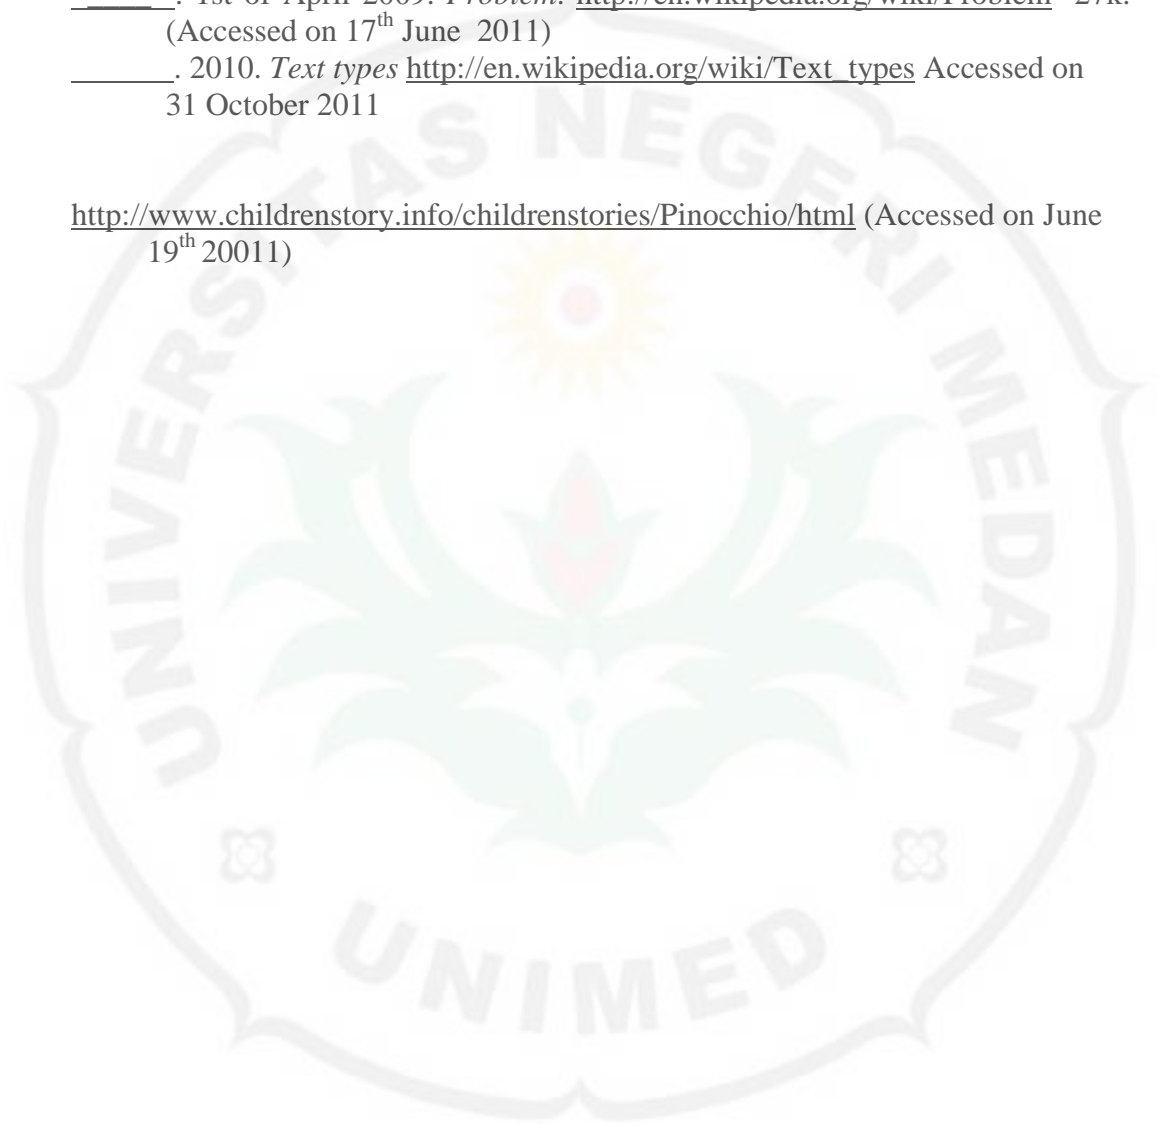 _____. 1st of April 2009. Problem. http://en.wikipedia.org/wiki/Problem - 27k.
(Accessed on 17th June 2011)
_______. 2010. Text types http://en.wikipedia.org/wiki/Text_types Accessed on
31 October 2011
http://www.childrenstory.info/childrenstories/Pinocchio/html (Accessed on June
19th 20011)
UNIVERSITAS NEGERI MEDAN
UNIMED